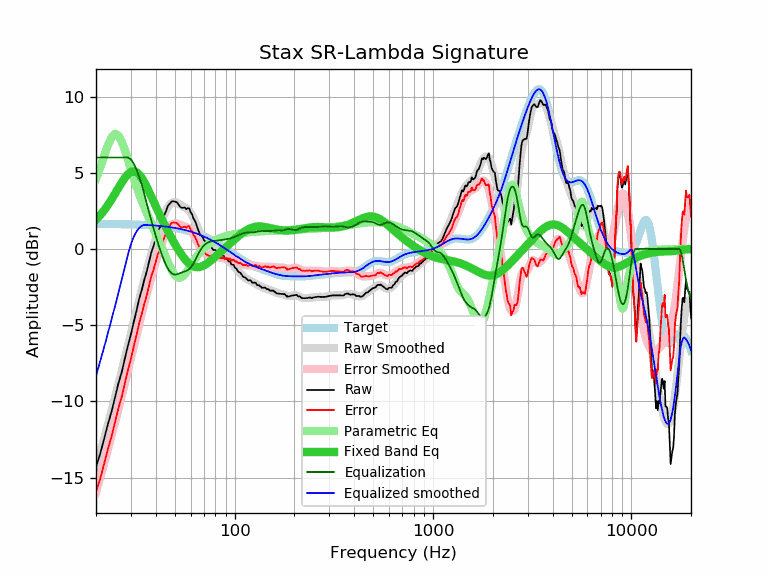 Stax SR-Lambda Signature
Amplitude (dBr)
10
5
0
−5
−10
−15
Target
Raw Smoothed
Error Smoothed
Raw
Error
Parametric Eq
Fixed Band Eq
Equalization
Equalized smoothed
100 1000 10000
Frequency (Hz)